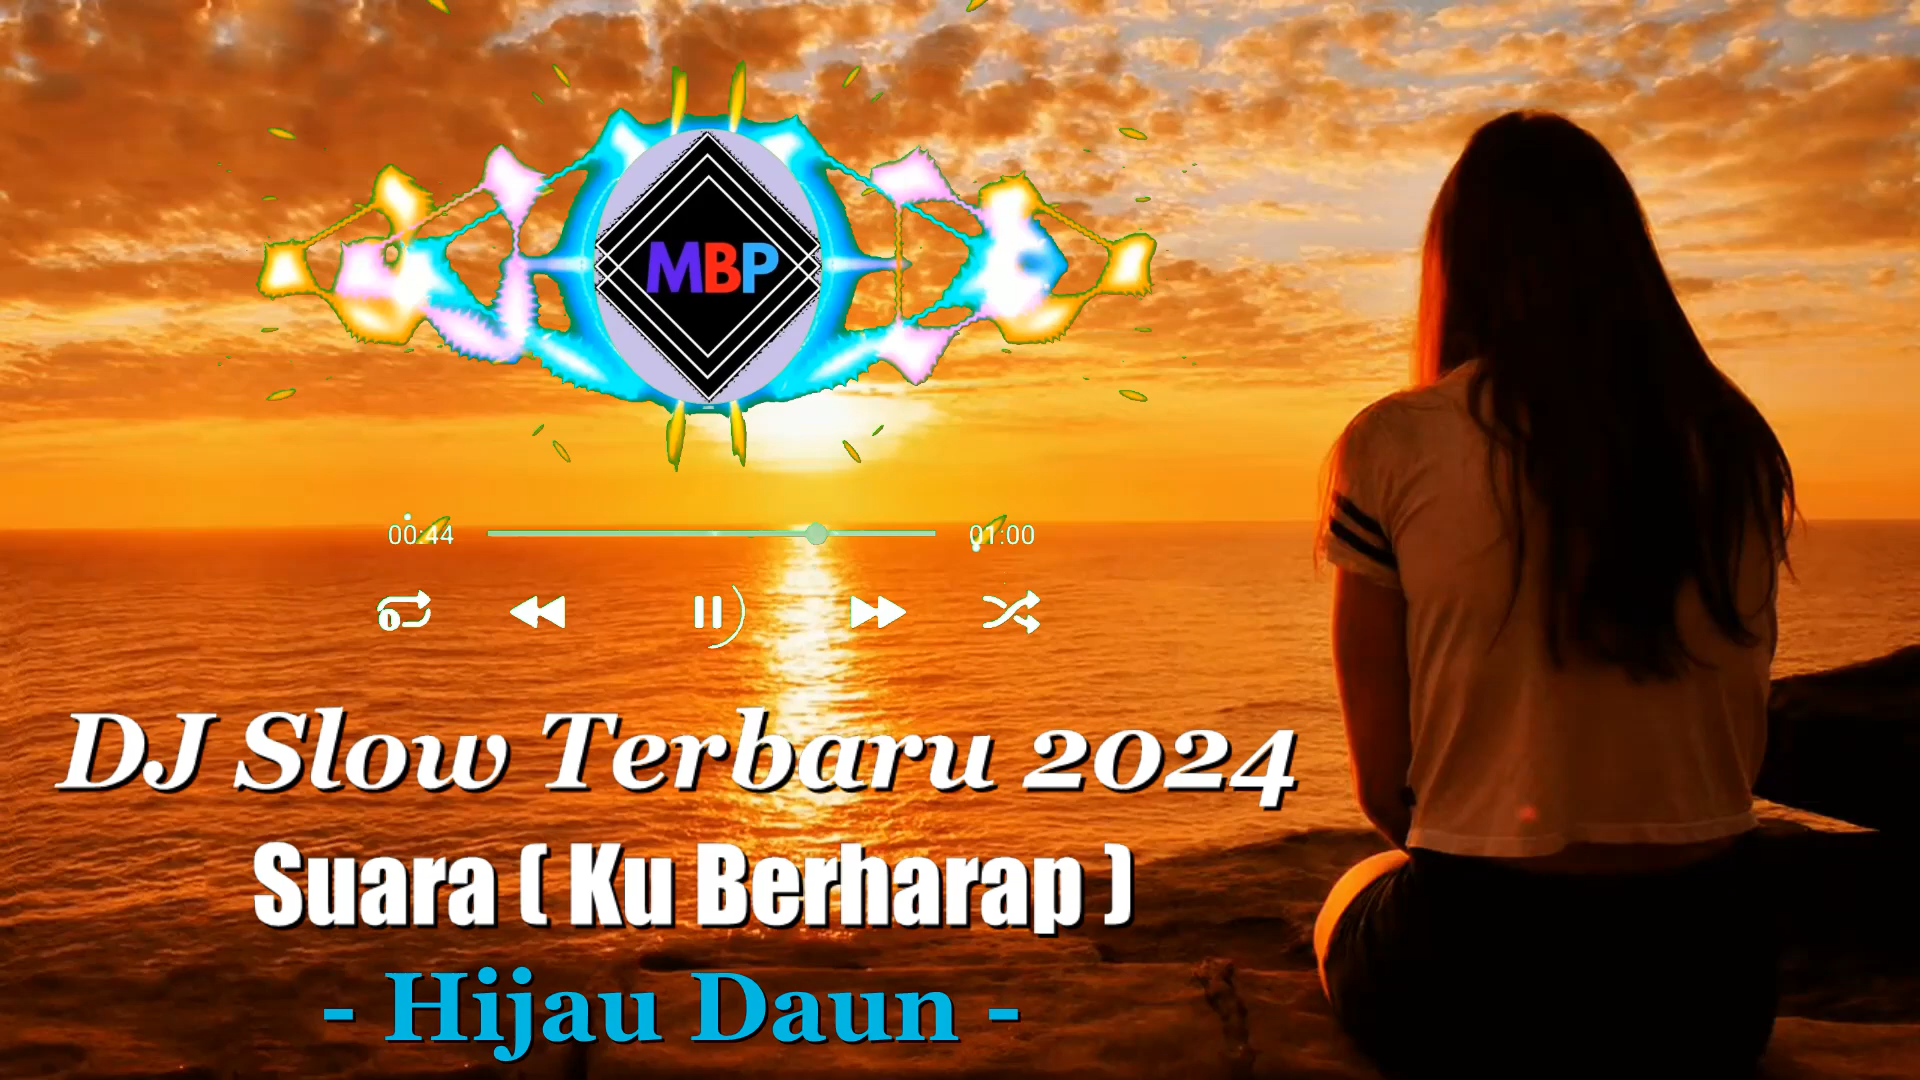 MBP
00:44 01:00
DJ Slow Terbaru 2024
Suara ( Ku Berharap )
- Hijau Daun -